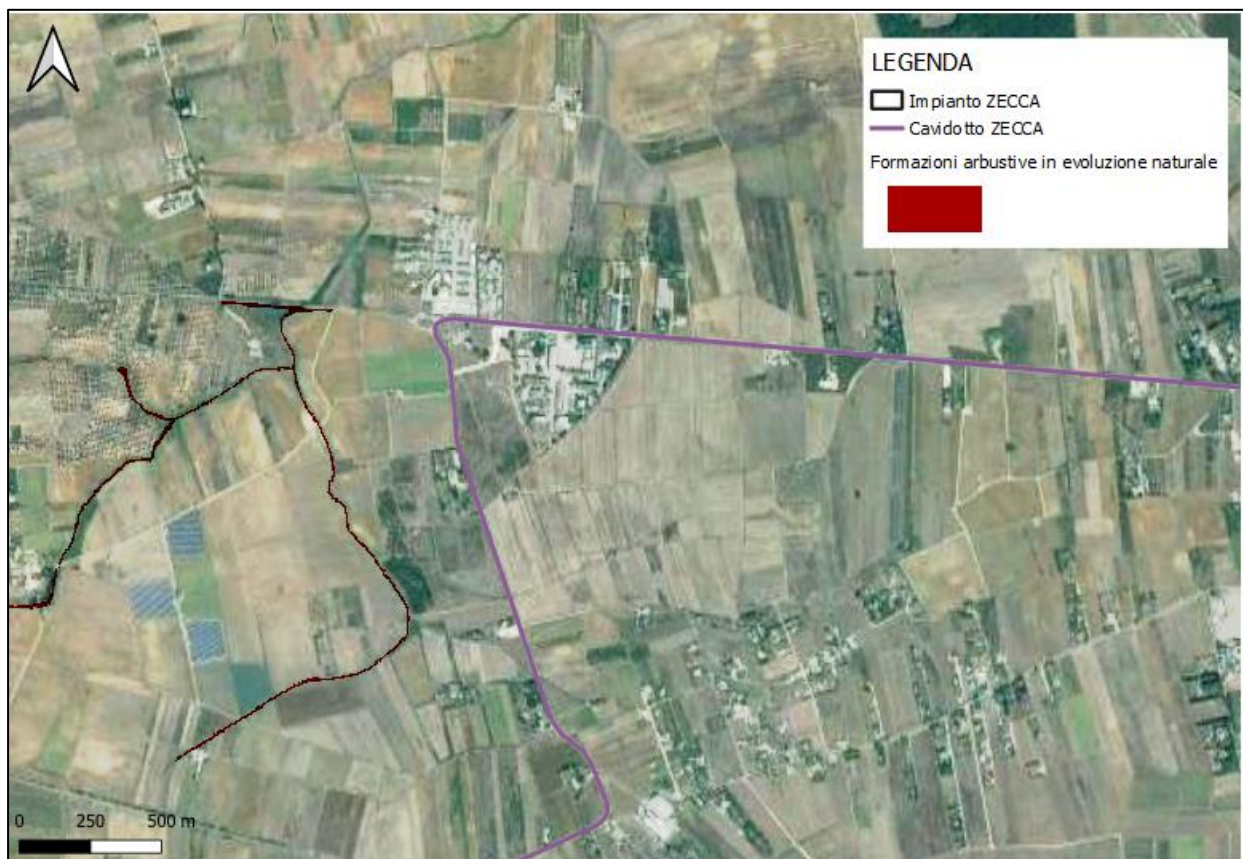 LEGENDA
Impianto ZECCA
Cavidotto ZECCA
Formazioni arbustive in evoluzione naturale
0 250 500 m